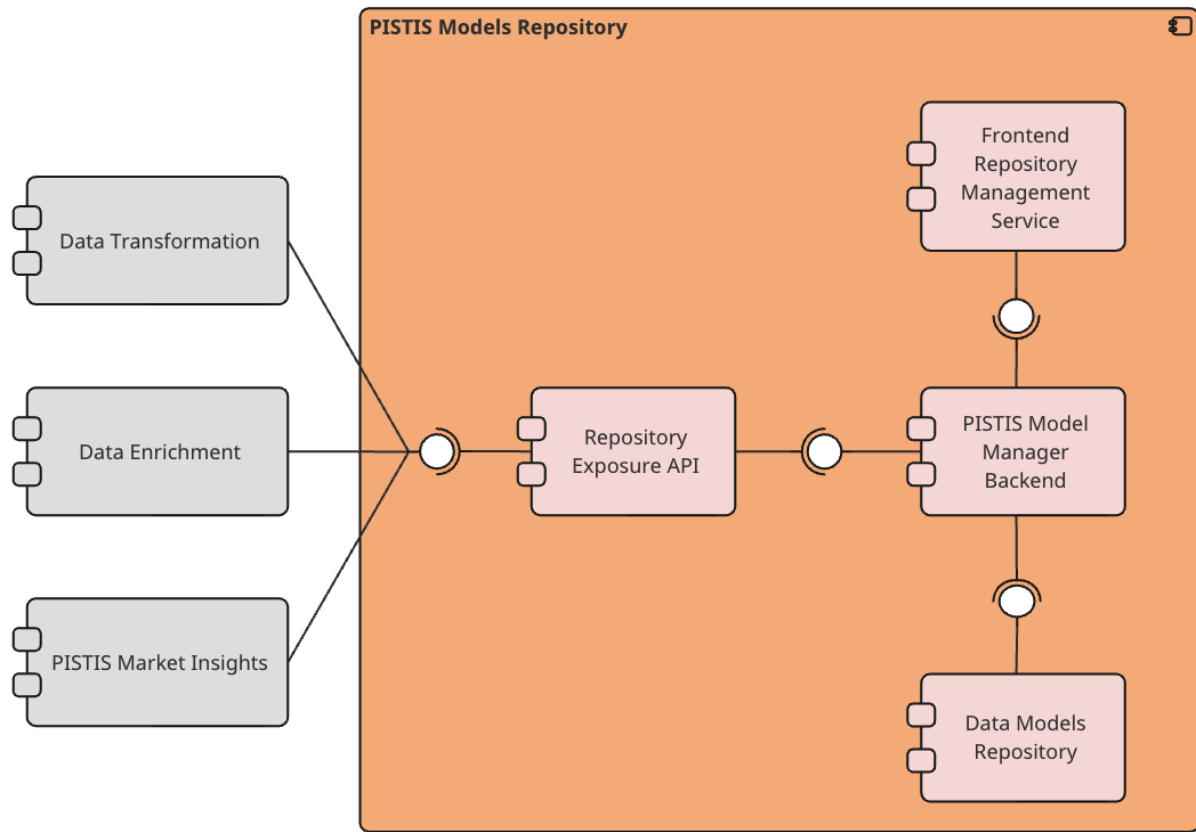 PISTIS Models Repository
Frontend
Repository
Management
Service
Data Transformation
Data Enrichment
Repository
Exposure API
PISTIS Model
Manager
Backend
PISTIS Market Insights
Data Models
Repository